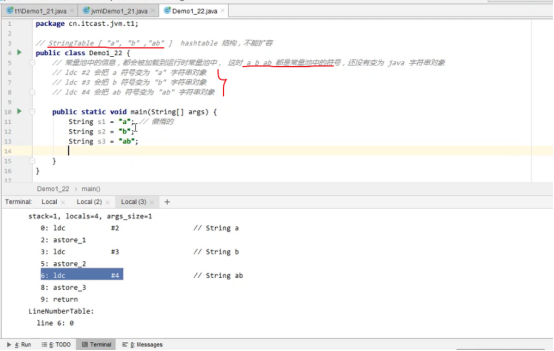 t1\Demo1_21.java jvm\Demo1_21.java Demo1_22.java
1 package cn.itcast.jvm.t1;
2
3 // StringTable [ "a", "b" ,"ab" ] hashtable 结构，不能扩容
4 public class Demo1_22 {
5 // 常量池中的信息，都会被加载到运行时常量池中， 这时 a b ab 都是常量池中的符号，还没有变为 java 字符串对象
6 // ldc #2 会把 a 符号变为 "a" 字符串对象
7 // ldc #3 会把 b 符号变为 "b" 字符串对象
8 // ldc #4 会把 ab 符号变为 "ab" 字符串对象
9
10 public static void main(String[] args) {
11 String s1 = "a"; // 懒惰的
12 String s2 = "b";
13 String s3 = "ab";
14
15 }
16 }
17
Demo1_22 › main()
Terminal: Local × Local (2) × Local (3) × +
stack=1, locals=4, args_size=1
0: ldc #2 // String a
2: astore_1
3: ldc #3 // String b
5: astore_2
6: ldc #4 // String ab
8: astore_3
9: return
LineNumberTable:
line 6: 0
4: Run 6: TODO Terminal 0: Messages